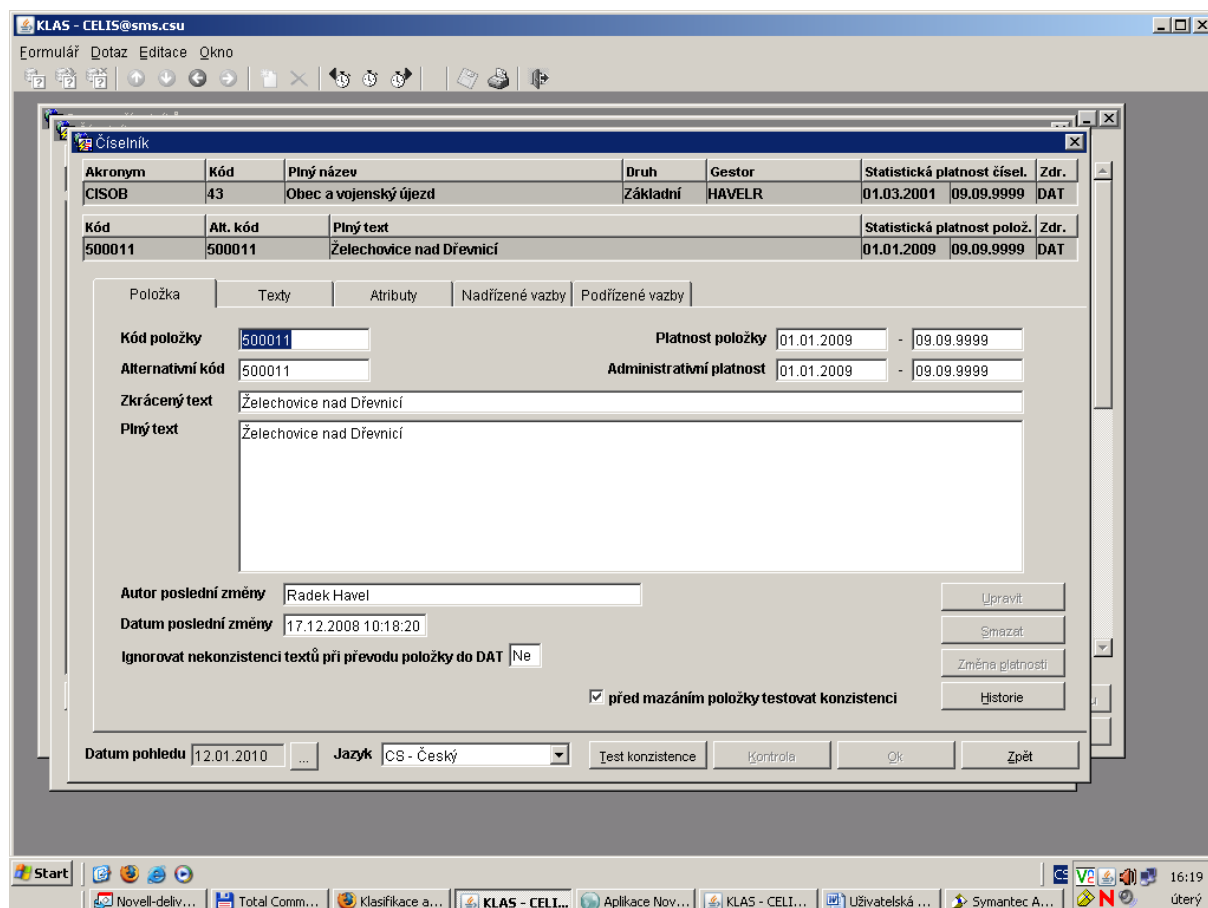 KLAS - CELIS@sms.csu
Formulář Dotaz Editace Okno
Číselník
Akronym Kód Plný název Druh Gestor Statistická platnost čísel. Zdr.
CISOB 43 Obec a vojenský újezd Základní HAVELR 01.03.2001 09.09.9999 DAT
Kód Alt. kód Plný text Statistická platnost polož. Zdr.
500011 500011 Želechovice nad Dřevnicí 01.01.2009 09.09.9999 DAT
Položka Texty Atributy Nadřízené vazby Podřízené vazby
Kód položky 500011 Platnost položky 01.01.2009 - 09.09.9999
Alternativní kód 500011 Administrativní platnost 01.01.2009 - 09.09.9999
Zkrácený text Želechovice nad Dřevnicí
Plný text Želechovice nad Dřevnicí
Autor poslední změny Radek Havel
Upravit
Datum poslední změny 17.12.2008 10:18:20
Smazat
Ignorovat nekonzistenci textů při převodu položky do DAT Ne
Změna platnosti
před mazáním položky testovat konzistenci Historie
Datum pohledu 12.01.2010 ... Jazyk CS - Český Test konzistence Kontrola Ok Zpět
Start CS 16:19
Novell-deliv... Total Comm... Klasifikace a... KLAS - CELI... Aplikace Nov... KLAS - CELI... Uživatelská ... Symantec A... úterý